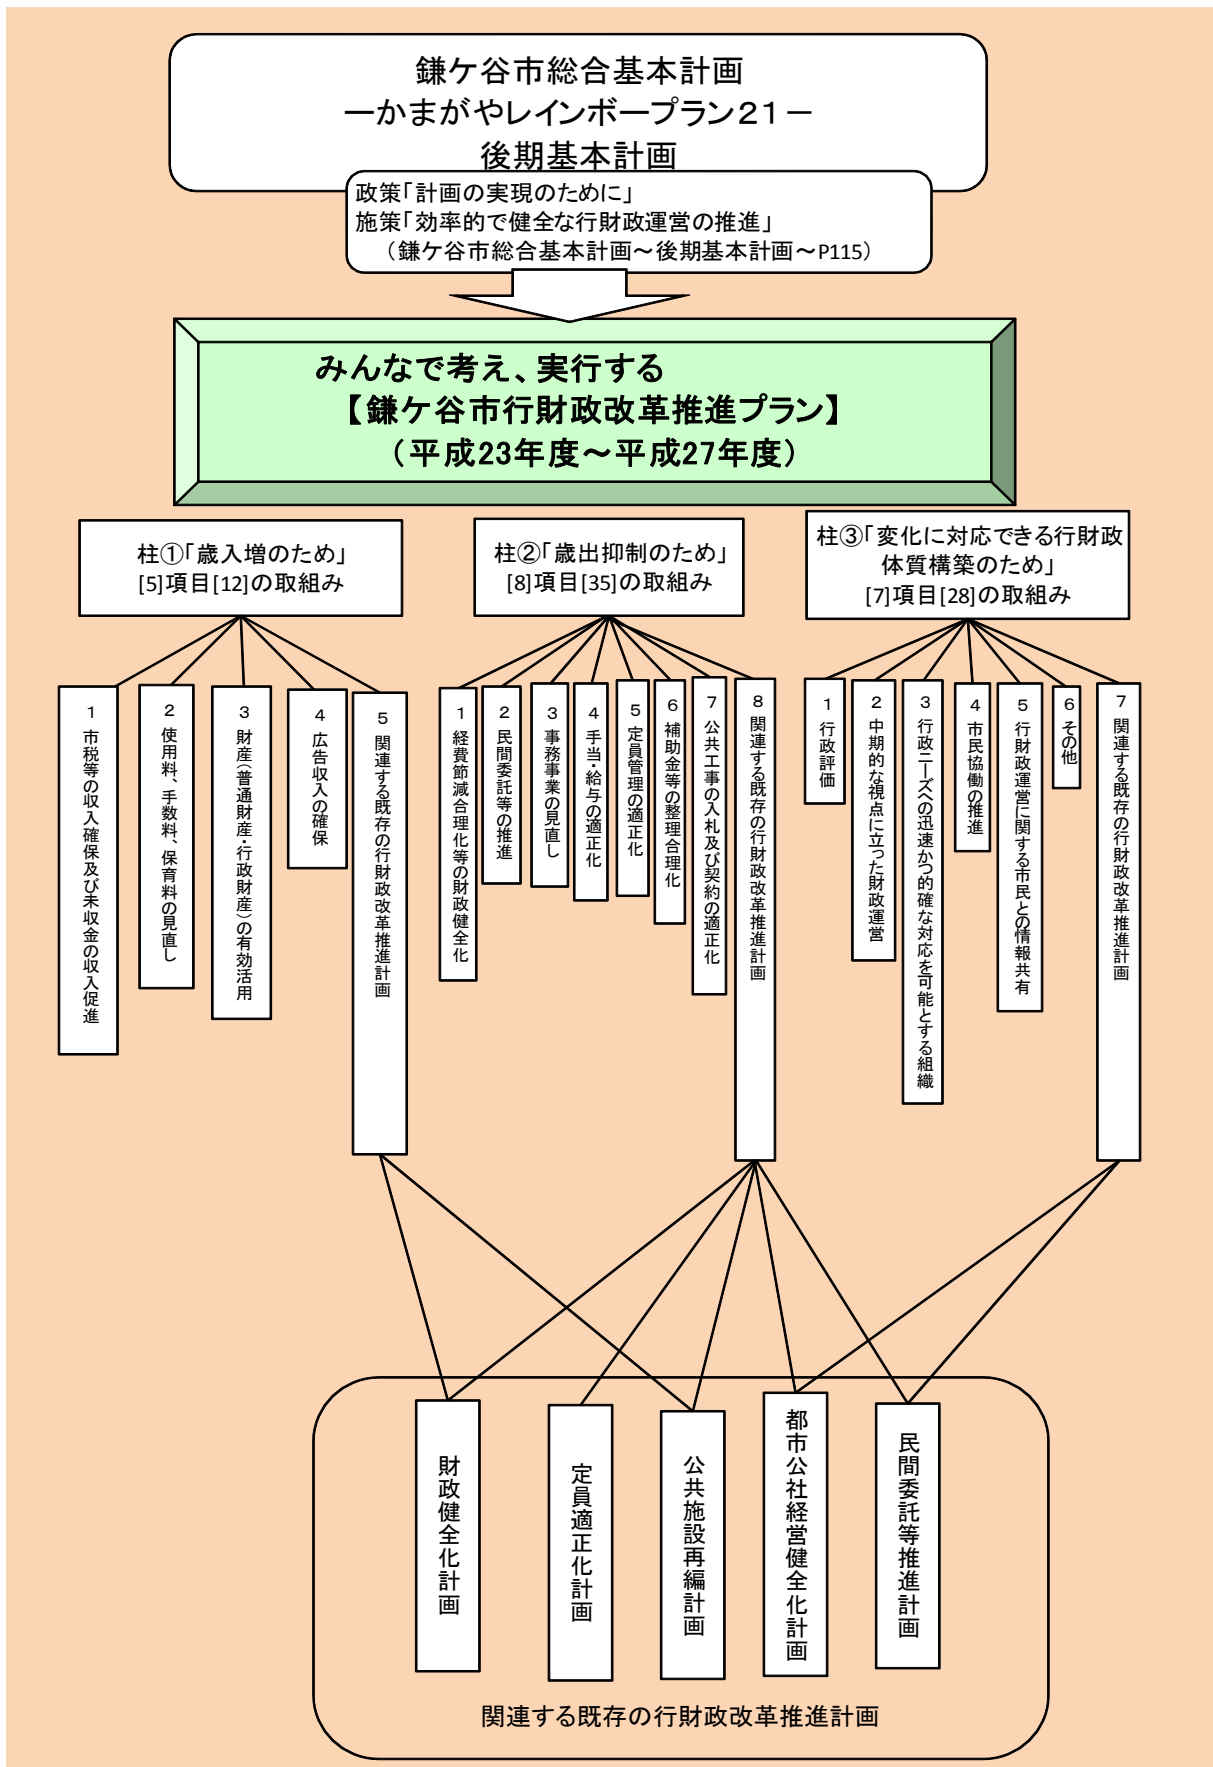 鎌ケ谷市総合基本計画
―かまがやレインボープラン２１－
後期基本計画
政策「計画の実現のために」
施策「効率的で健全な行財政運営の推進」
（鎌ケ谷市総合基本計画～後期基本計画～P115）
みんなで考え、実行する
【鎌ケ谷市行財政改革推進プラン】
（平成23年度～平成27年度）
柱①「歳入増のため」
[5]項目[12]の取組み
柱②「歳出抑制のため」
[8]項目[35]の取組み
柱③「変化に対応できる行財政
体質構築のため」
[7]項目[28]の取組み
１　市税等の収入確保及び未収金の収入促進
２　使用料、手数料、保育料の見直し
３　財産（普通財産・行政財産）の有効活用
４　広告収入の確保
５　関連する既存の行財政改革推進計画
１　経費節減合理化等の財政健全化
２　民間委託等の推進
３　事務事業の見直し
４　手当・給与の適正化
５　定員管理の適正化
６　補助金等の整理合理化
７　公共工事の入札及び契約の適正化
８　関連する既存の行財政改革推進計画
１　行政評価
２　中期的な視点に立った財政運営
３　行政ニーズへの迅速かつ的確な対応を可能とする組織
４　市民協働の推進
５　行財政運営に関する市民との情報共有
６　その他
７　関連する既存の行財政改革推進計画
財政健全化計画
定員適正化計画
公共施設再編計画
都市公社経営健全化計画
民間委託等推進計画
関連する既存の行財政改革推進計画